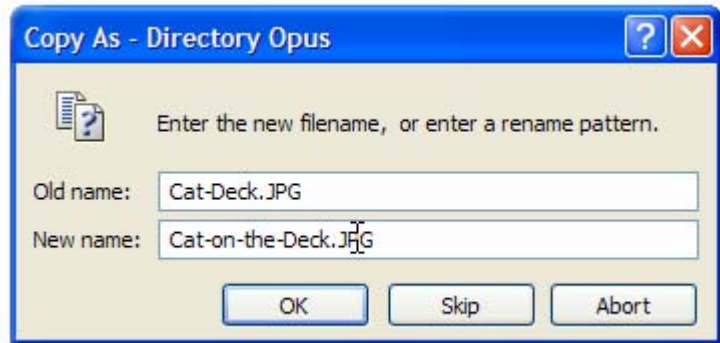 Copy As - Directory Opus
Enter the new filename, or enter a rename pattern.
Old name: Cat-Deck.JPG
New name: Cat-on-the-Deck.JPG
OK Skip Abort